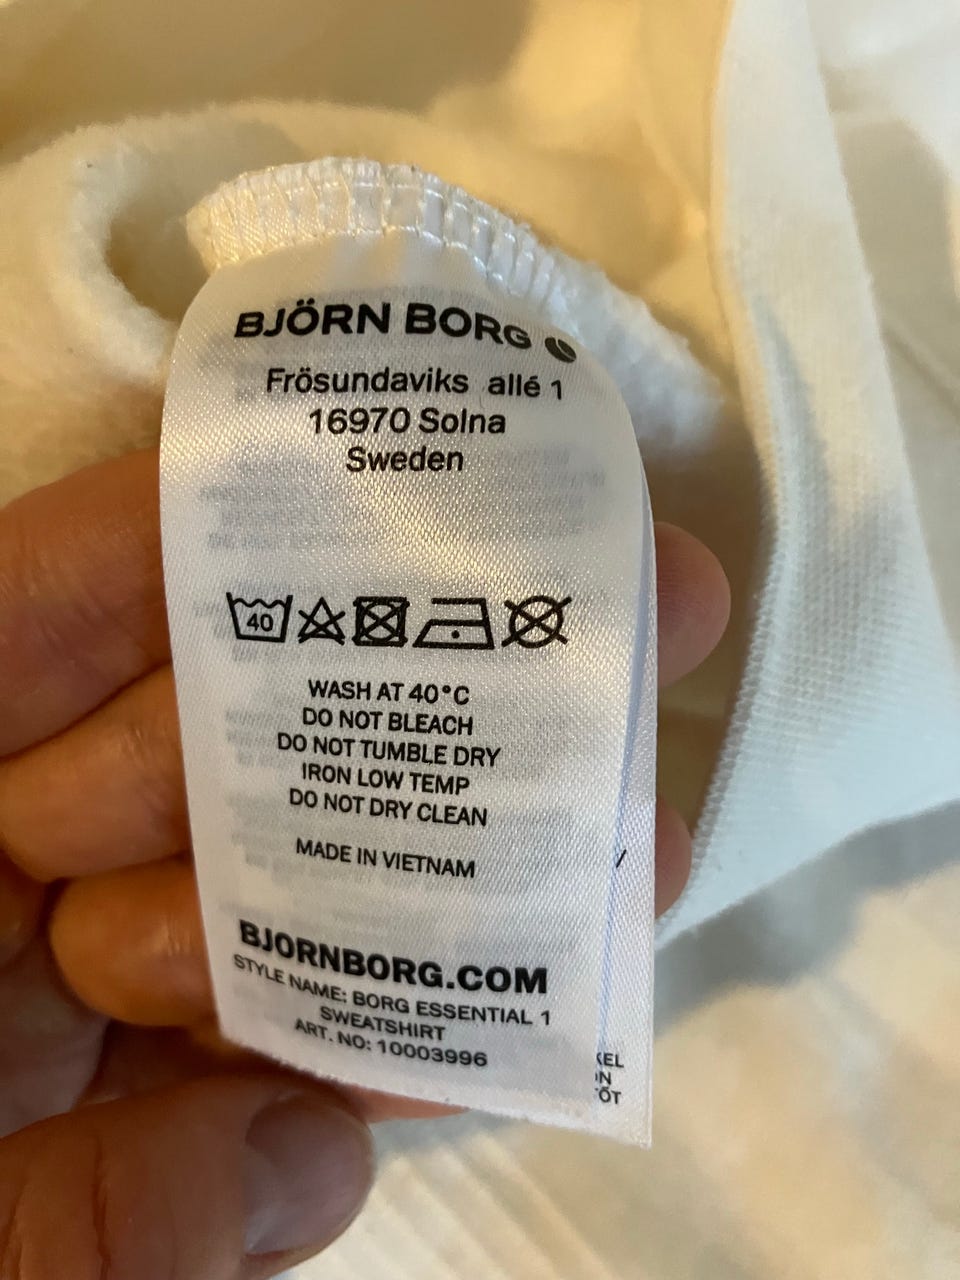 BJÖRN BORG
Frösundaviks allé 1
16970 Solna
Sweden
40
WASH AT 40°C
DO NOT BLEACH
DO NOT TUMBLE DRY
IRON LOW TEMP
DO NOT DRY CLEAN
MADE IN VIETNAM
BJORNBORG.COM
STYLE NAME: BORG ESSENTIAL 1
SWEATSHIRT
ART. NO: 10003996